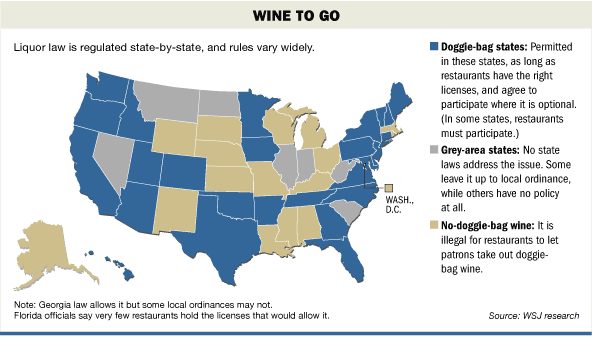 WINE TO GO
Liquor law is regulated state-by-state, and rules vary widely.
Doggie-bag states: Permitted
in these states, as long as
restaurants have the right
licenses, and agree to
participate where it is optional.
(In some states, restaurants
must participate.)
Grey-area states: No state
laws address the issue. Some
leave it up to local ordinance,
while others have no policy
at all.
No-doggie-bag wine: It is
illegal for restaurants to let
patrons take out doggie-
bag wine.
WASH.,
D.C.
Note: Georgia law allows it but some local ordinances may not.
Florida officials say very few restaurants hold the licenses that would allow it.
Source: WSJ research